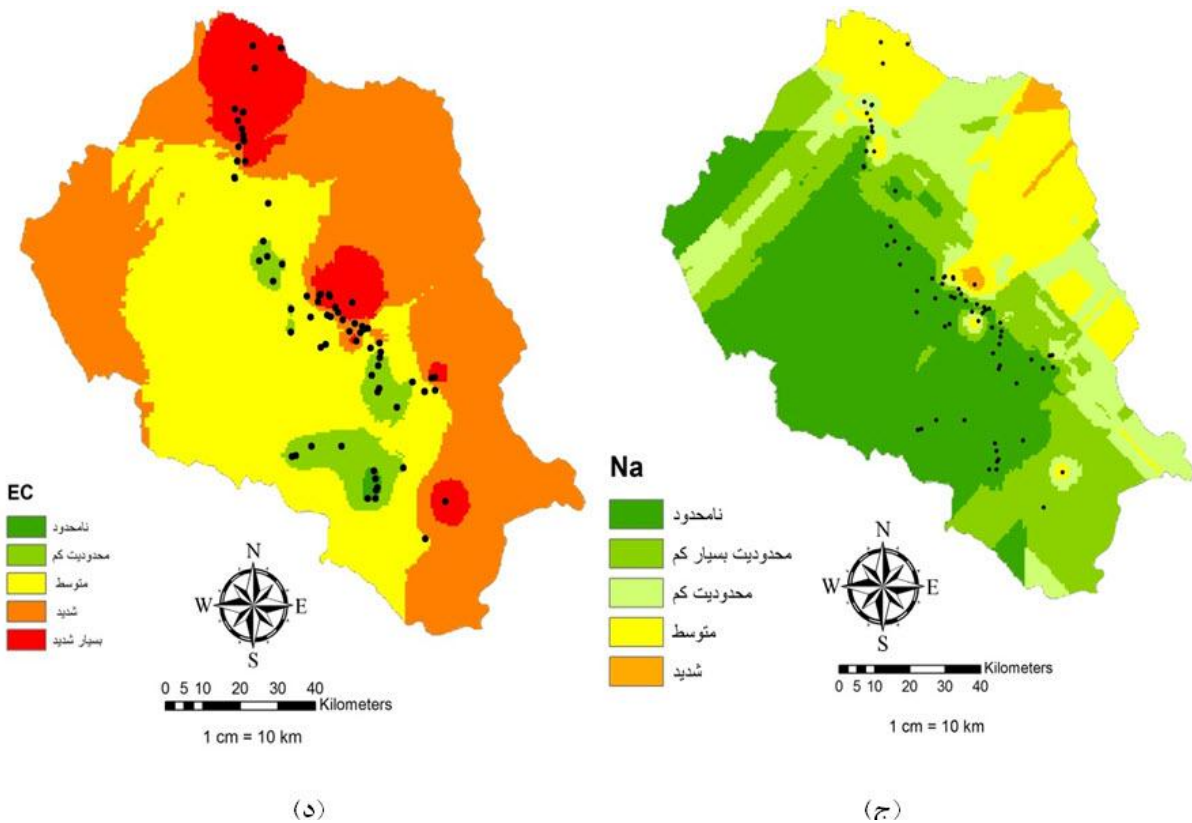 EC
نامحدود
محدودیت کم
متوسط
شدید
بسیار شدید
N
W E
S
0 5 10 20 30 40 Kilometers
1 cm = 10 km
(د)
Na
نامحدود
محدودیت بسیار کم
محدودیت کم
متوسط
شدید
N
W E
S
Kilometers
0 5 10 20 30 40
1 cm = 10 km
(ج)